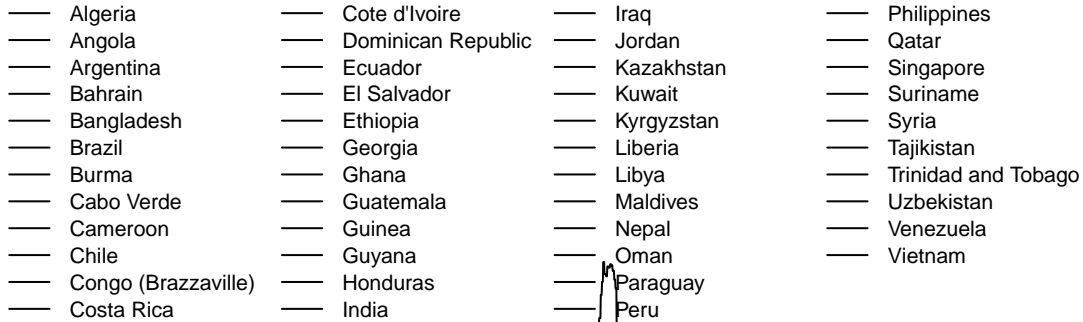 Algeria
Angola
Argentina
Bahrain
Bangladesh
Brazil
Burma
Cabo Verde
Cameroon
Chile
Congo (Brazzaville)
Costa Rica
Cote d'Ivoire
Dominican Republic
Ecuador
El Salvador
Ethiopia
Georgia
Ghana
Guatemala
Guinea
Guyana
Honduras
India
Iraq
Jordan
Kazakhstan
Kuwait
Kyrgyzstan
Liberia
Libya
Maldives
Nepal
Oman
Paraguay
Peru
Philippines
Qatar
Singapore
Suriname
Syria
Tajikistan
Trinidad and Tobago
Uzbekistan
Venezuela
Vietnam